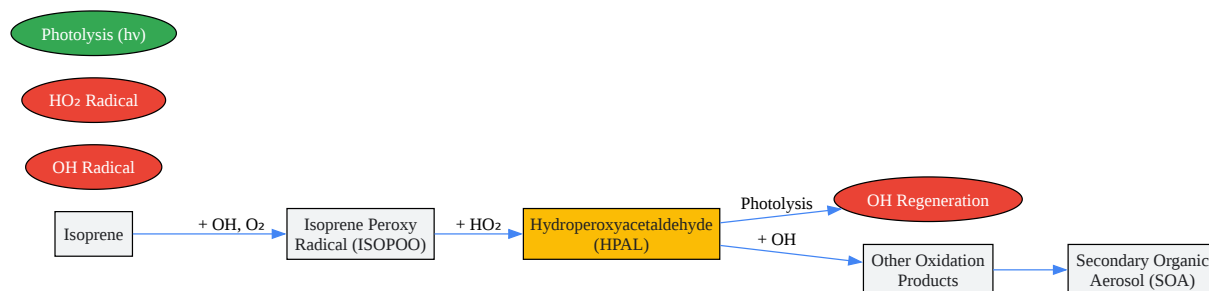 Photolysis (hν)
HO₂ Radical
OH Radical
Isoprene
+ OH, O₂
Isoprene Peroxy
Radical (ISOPOO)
+ HO₂
Hydroperoxyacetaldehyde
(HPAL)
Photolysis
OH Regeneration
+ OH
Other Oxidation
Products
Secondary Organic
Aerosol (SOA)